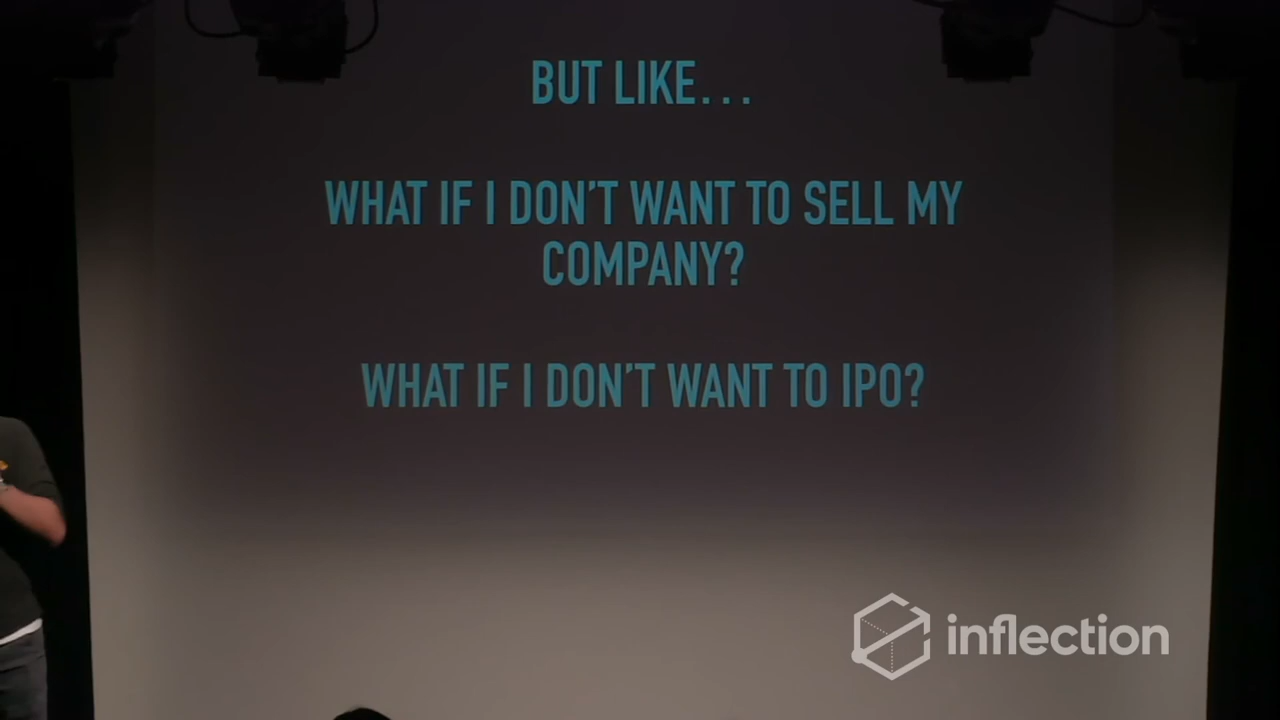 BUT LIKE...
WHAT IF I DON'T WANT TO SELL MY
COMPANY?
WHAT IF I DON'T WANT TO IPO?
inflection